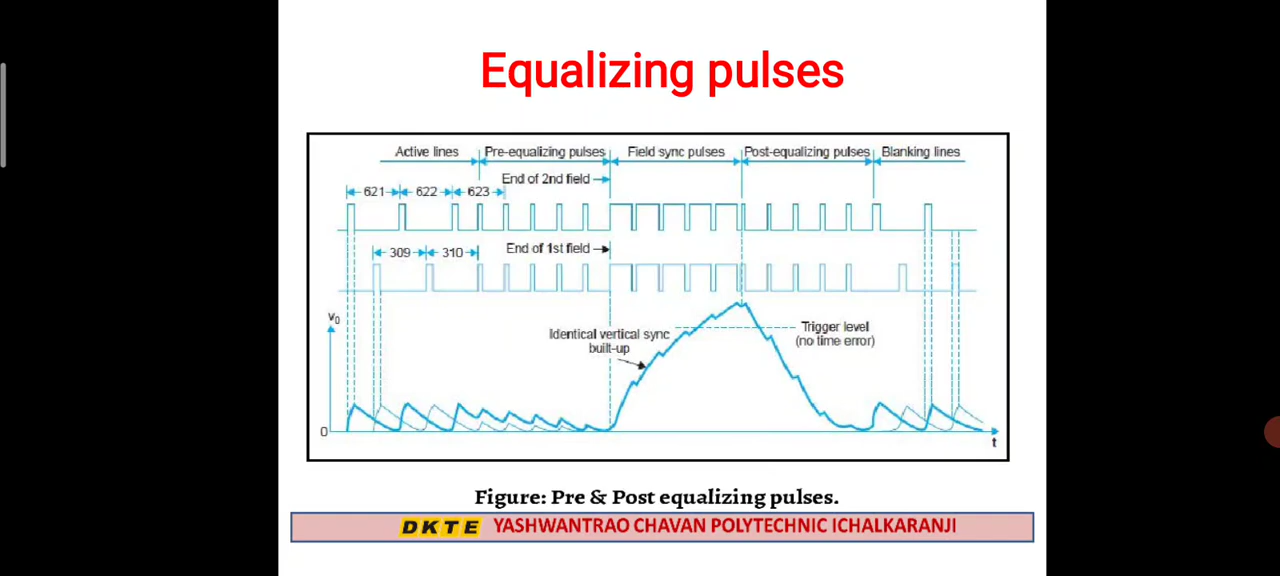 Equalizing pulses
Active lines Pre-equalizing pulses Field sync pulses Post-equalizing pulses Blanking lines
End of 2nd field
621 622 623
End of 1st field
309 310
v0
Identical vertical sync
built-up
Trigger level
(no time error)
0
t
Figure: Pre & Post equalizing pulses.
DKTE YASHWANTRAO CHAVAN POLYTECHNIC ICHALKARANJI